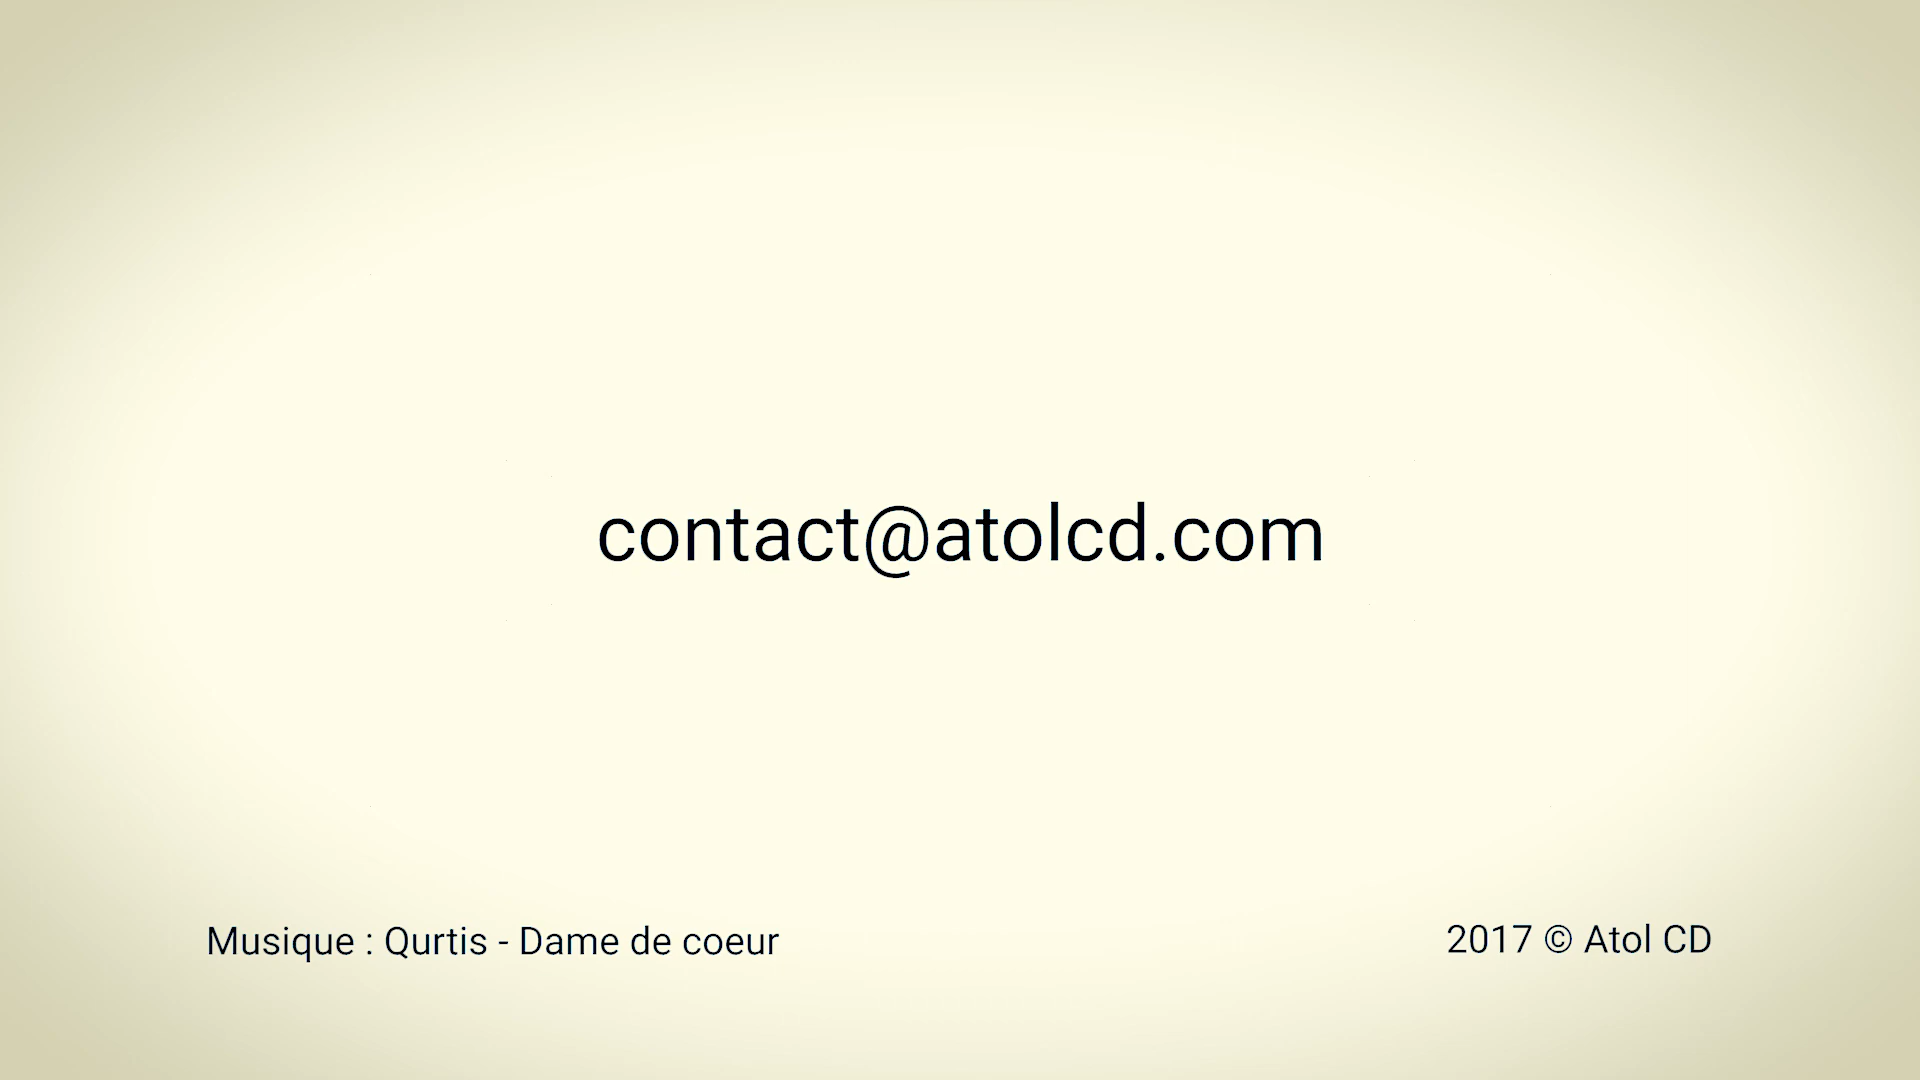 contact@atolcd.com
Musique : Qurtis - Dame de coeur
2017 © Atol CD